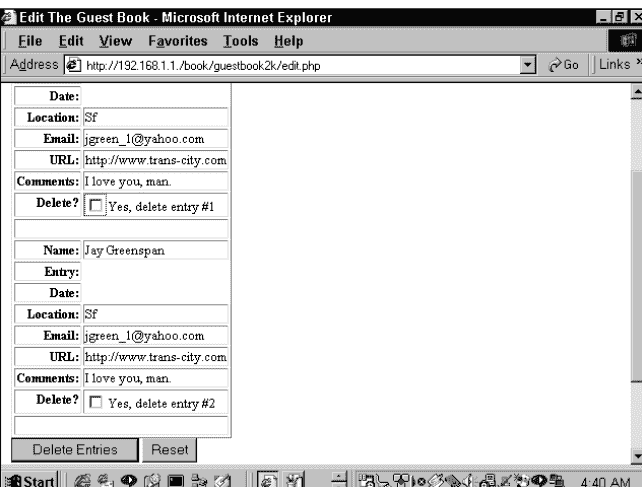 Edit The Guest Book - Microsoft Internet Explorer
File Edit View Favorites Tools Help
Address http://192.168.1.1./book/guestbook2k/edit.php Go Links »
Date:
Location: Sf
Email: jgreen_1@yahoo.com
URL: http://www.trans-city.com
Comments: I love you, man.
Delete? Yes, delete entry #1
Name: Jay Greenspan
Entry:
Date:
Location: Sf
Email: jgreen_1@yahoo.com
URL: http://www.trans-city.com
Comments: I love you, man.
Delete? Yes, delete entry #2
Delete Entries Reset
Start 4:40 AM